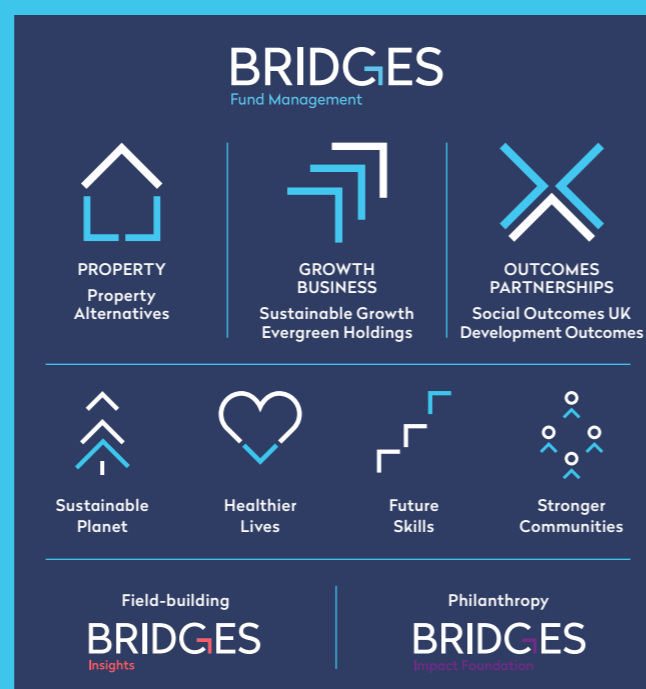 BRIDGES
Fund Management
PROPERTY
Property
Alternatives
GROWTH
BUSINESS
Sustainable Growth
Evergreen Holdings
OUTCOMES
PARTNERSHIPS
Social Outcomes UK
Development Outcomes
Sustainable
Planet
Healthier
Lives
Future
Skills
Stronger
Communities
Field-building
BRIDGES
Insights
Philanthropy
BRIDGES
Impact Foundation